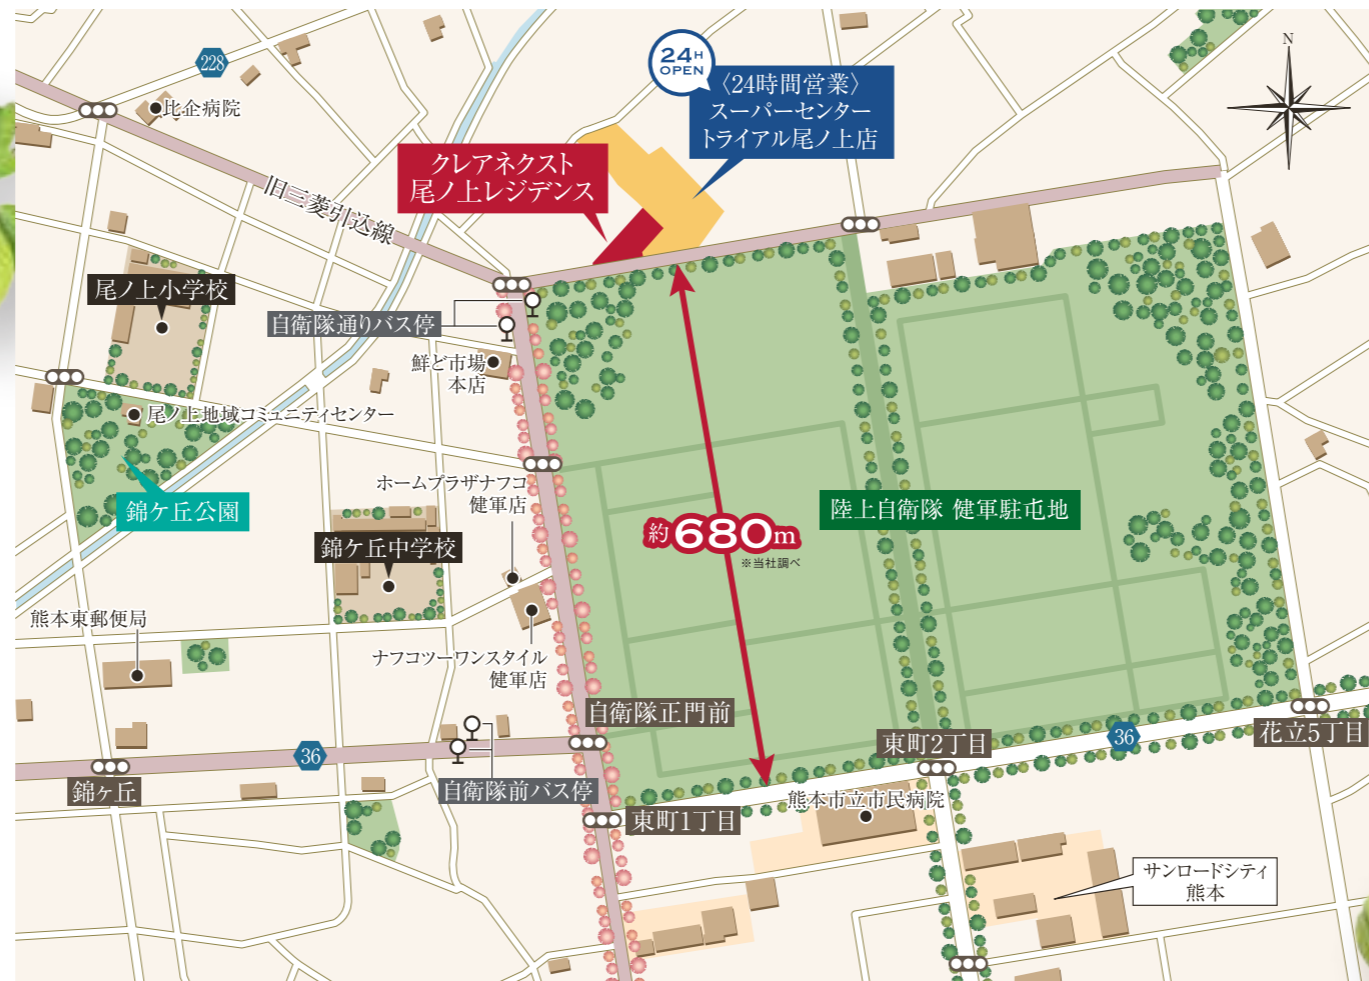 N
24H
OPEN
〈24時間営業〉
スーパーセンター
トライアル尾ノ上店
228
比企病院
クレアネクスト
尾ノ上レジデンス
旧三菱引込線
尾ノ上小学校
自衛隊通りバス停
鮮ど市場
本店
尾ノ上地域コミュニティセンター
ホームプラザナフコ
健軍店
錦ケ丘公園
陸上自衛隊 健軍駐屯地
約680m
※当社調べ
錦ケ丘中学校
熊本東郵便局
ナフコツーワンスタイル
健軍店
自衛隊正門前
東町2丁目
36
花立5丁目
36
錦ヶ丘
自衛隊前バス停
東町1丁目
熊本市立市民病院
サンロードシティ
熊本